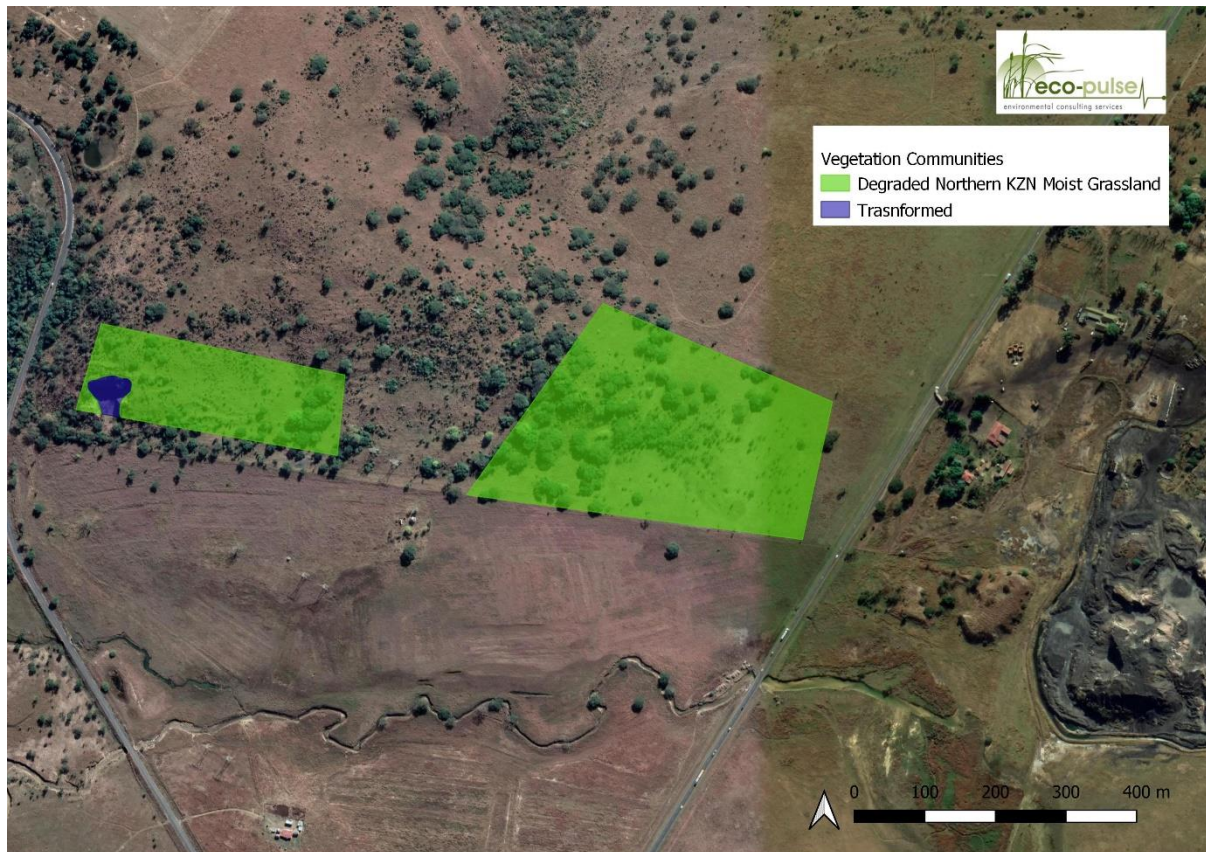 eco-pulse
environmental consulting services
Vegetation Communities
Degraded Northern KZN Moist Grassland
Trasnformed
0 100 200 300 400 m